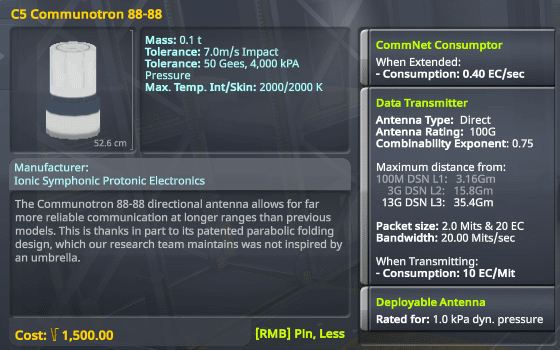 C5 Communotron 88-88
Mass: 0.1 t
Tolerance: 7.0m/s Impact
Tolerance: 50 Gees, 4,000 kPA
Pressure
Max. Temp. Int/Skin: 2000/2000 K
52.6 cm
Manufacturer:
Ionic Symphonic Protonic Electronics
The Communotron 88-88 directional antenna allows for far
more reliable communication at longer ranges than previous
models. This is thanks in part to its patented parabolic folding
design, which our research team maintains was not inspired by
an umbrella.
Cost: 1,500.00
[RMB] Pin, Less
CommNet Consumptor
When Extended:
- Consumption: 0.40 EC/sec
Data Transmitter
Antenna Type: Direct
Antenna Rating: 100G
Combinability Exponent: 0.75
Maximum distance from:
100M DSN L1: 3.16Gm
3G DSN L2: 15.8Gm
13G DSN L3: 35.4Gm
Packet size: 2.0 Mits & 20 EC
Bandwidth: 20.00 Mits/sec
When Transmitting:
- Consumption: 10 EC/Mit
Deployable Antenna
Rated for: 1.0 kPa dyn. pressure